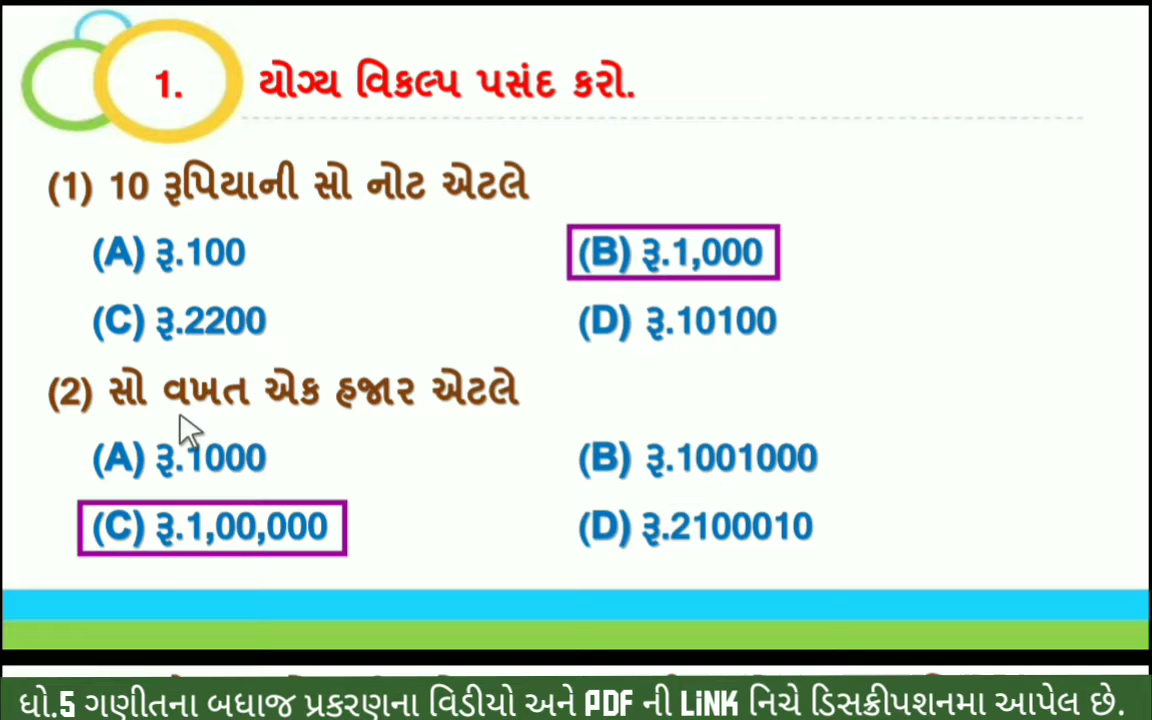 1. યોગ્ય વિકલ્પ પસંદ કરો.
(1) 10 રૂપિયાની સો નોટ એટલે
(A) રૂ.100 (B) રૂ.1,000
(C) રૂ.2200 (D) રૂ.10100
(2) સો વખત એક હજાર એટલે
(A) રૂ.1000 (B) રૂ.1001000
(C) રૂ.1,00,000 (D) રૂ.2100010
ધો.5 ગણીતના બધાજ પ્રકરણના વિડીયો અને PDF ની LiNK નિચે ડિસક્રીપશનમા આપેલ છે.